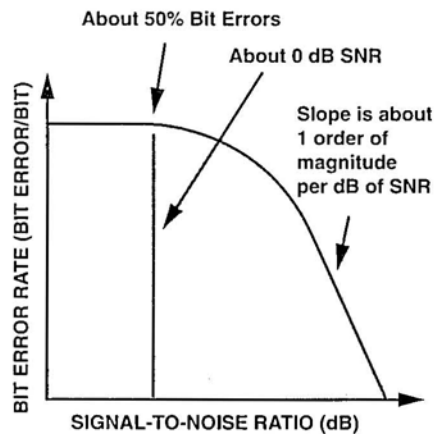 About 50% Bit Errors
About 0 dB SNR
Slope is about
1 order of
magnitude
per dB of SNR
BIT ERROR RATE (BIT ERROR/BIT)
SIGNAL-TO-NOISE RATIO (dB)